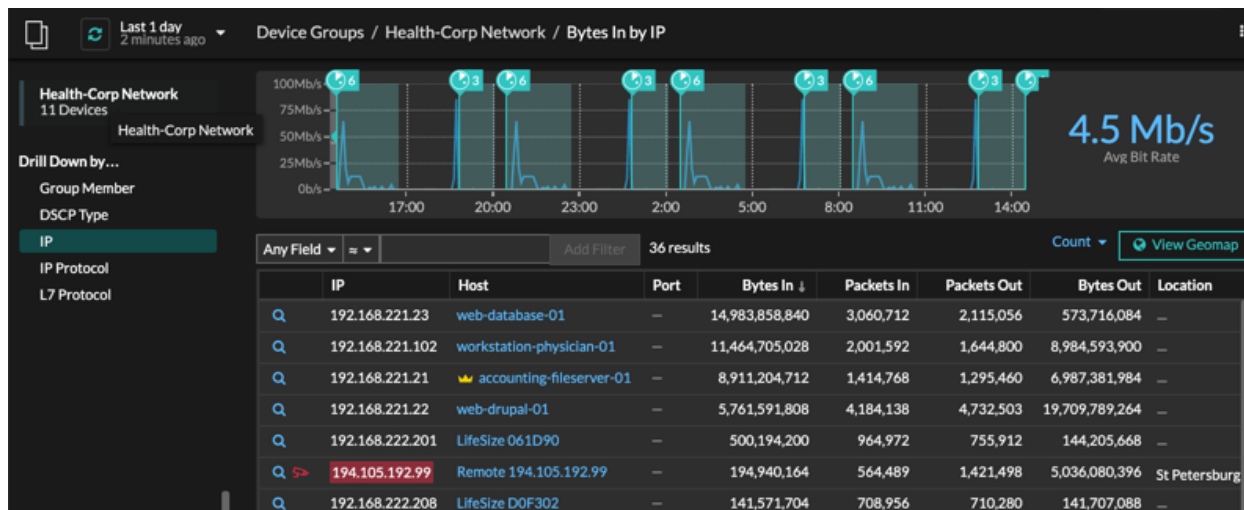 Last 1 day
2 minutes ago
Device Groups / Health-Corp Network / Bytes In by IP
Health-Corp Network
11 Devices
Health-Corp Network
Drill Down by...
Group Member
DSCP Type
IP
IP Protocol
L7 Protocol
6 3 6 3 6 3 6 3
100Mb/s
75Mb/s
50Mb/s
25Mb/s
0b/s
17:00 20:00 23:00 2:00 5:00 8:00 11:00 14:00
4.5 Mb/s
Avg Bit Rate
Any Field ≈ Add Filter 36 results Count View Geomap
IP Host Port Bytes In ↓ Packets In Packets Out Bytes Out Location
192.168.221.23 web-database-01 — 14,983,858,840 3,060,712 2,115,056 573,716,084 —
192.168.221.102 workstation-physician-01 — 11,464,705,028 2,001,592 1,644,800 8,984,593,900 —
192.168.221.21 accounting-fileserver-01 — 8,911,204,712 1,414,768 1,295,460 6,987,381,984 —
192.168.221.22 web-drupal-01 — 5,761,591,808 4,184,138 4,732,503 19,709,789,264 —
192.168.222.201 LifeSize 061D90 — 500,194,200 964,972 755,912 144,205,668 —
194.105.192.99 Remote 194.105.192.99 — 194,940,164 564,489 1,421,498 5,036,080,396 St Petersburg
192.168.222.208 LifeSize D0F302 — 141,571,704 708,956 710,280 141,707,088 —